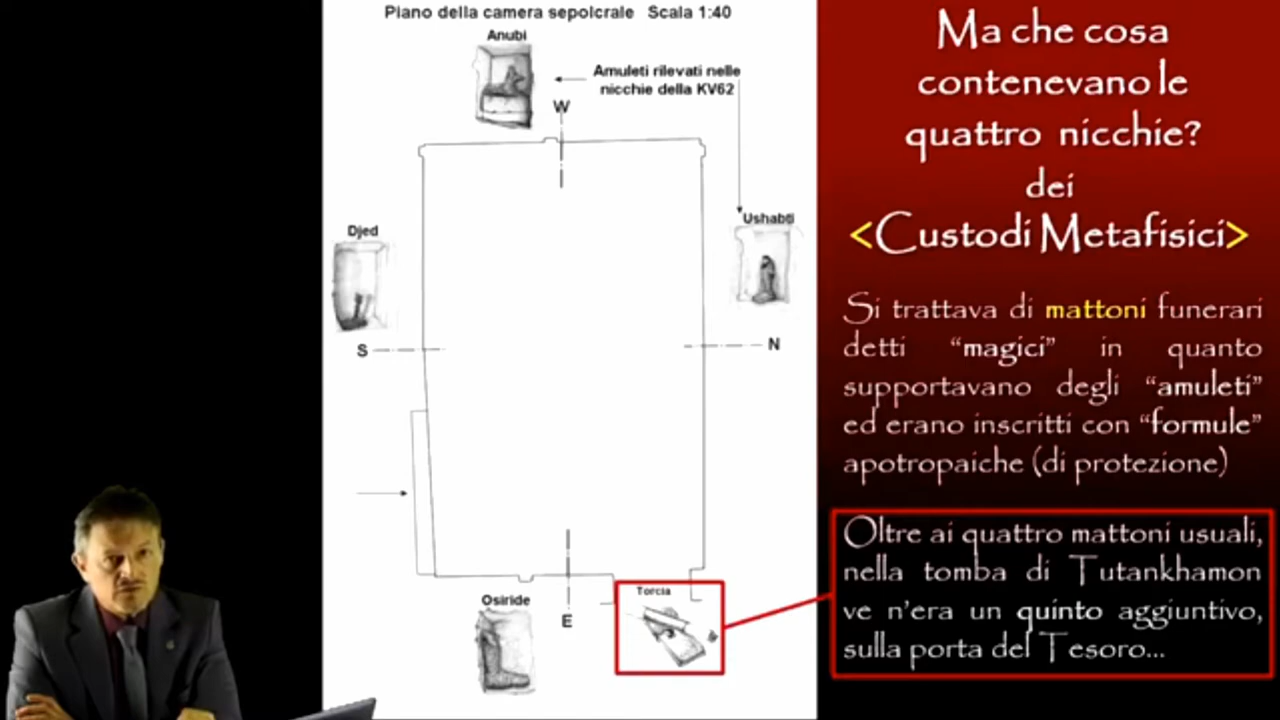 Piano della camera sepolcrale Scala 1:40
Anubi
Amuleti rilevati nelle
nicchie della KV62
W
Djed
Ushabti
S
N
Osiride
E
Torcia
Ma che cosa
contenevano le
quattro nicchie?
dei
<Custodi Metafisici>
Si trattava di mattoni funerari
detti "magici" in quanto
supportavano degli "amuleti"
ed erano inscritti con "formule"
apotropaiche (di protezione)
Oltre ai quattro mattoni usuali,
nella tomba di Tutankhamon
ve n'era un quinto aggiuntivo,
sulla porta del Tesoro...